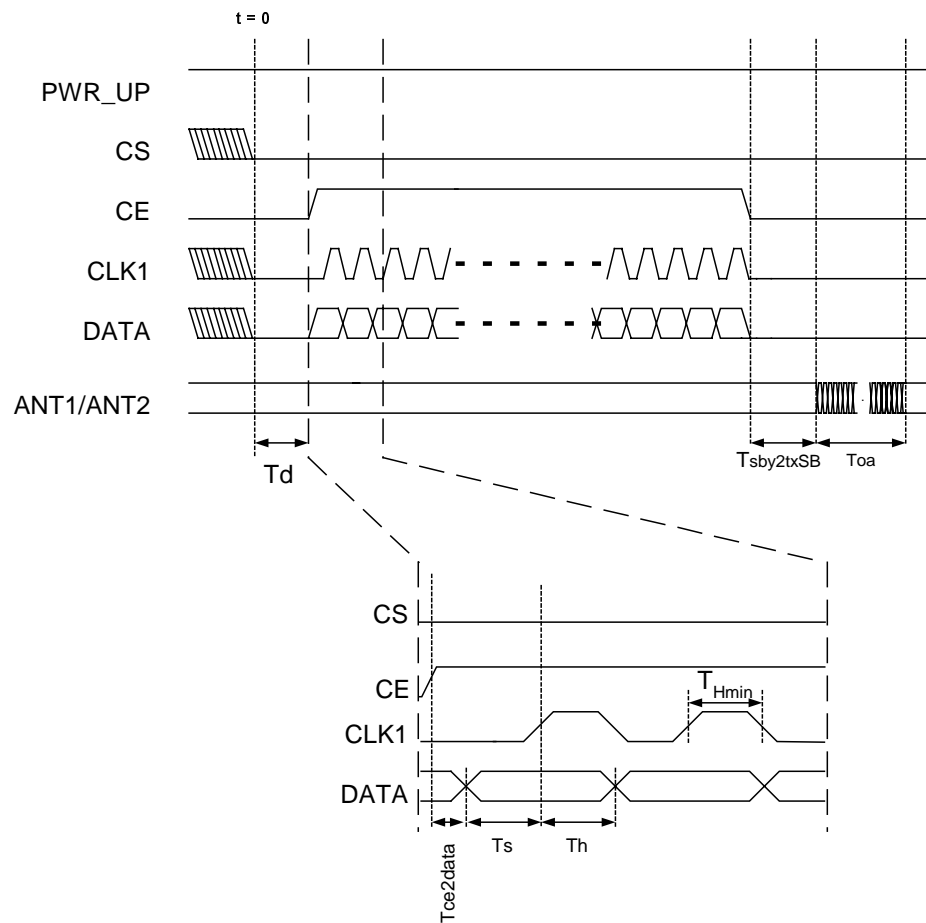 t = 0
PWR_UP
CS
CE
CLK1
DATA
ANT1/ANT2
Td
Tsby2txSB
Toa
CS
CE
THmin
CLK1
DATA
Tce2data
Ts
Th